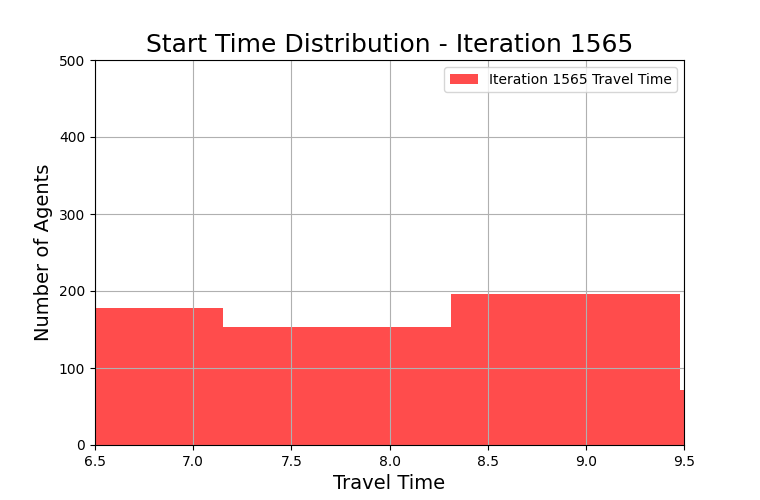 Start Time Distribution - Iteration 1565
Iteration 1565 Travel Time
Number of Agents
500
400
300
200
100
0
6.5 7.0 7.5 8.0 8.5 9.0 9.5
Travel Time